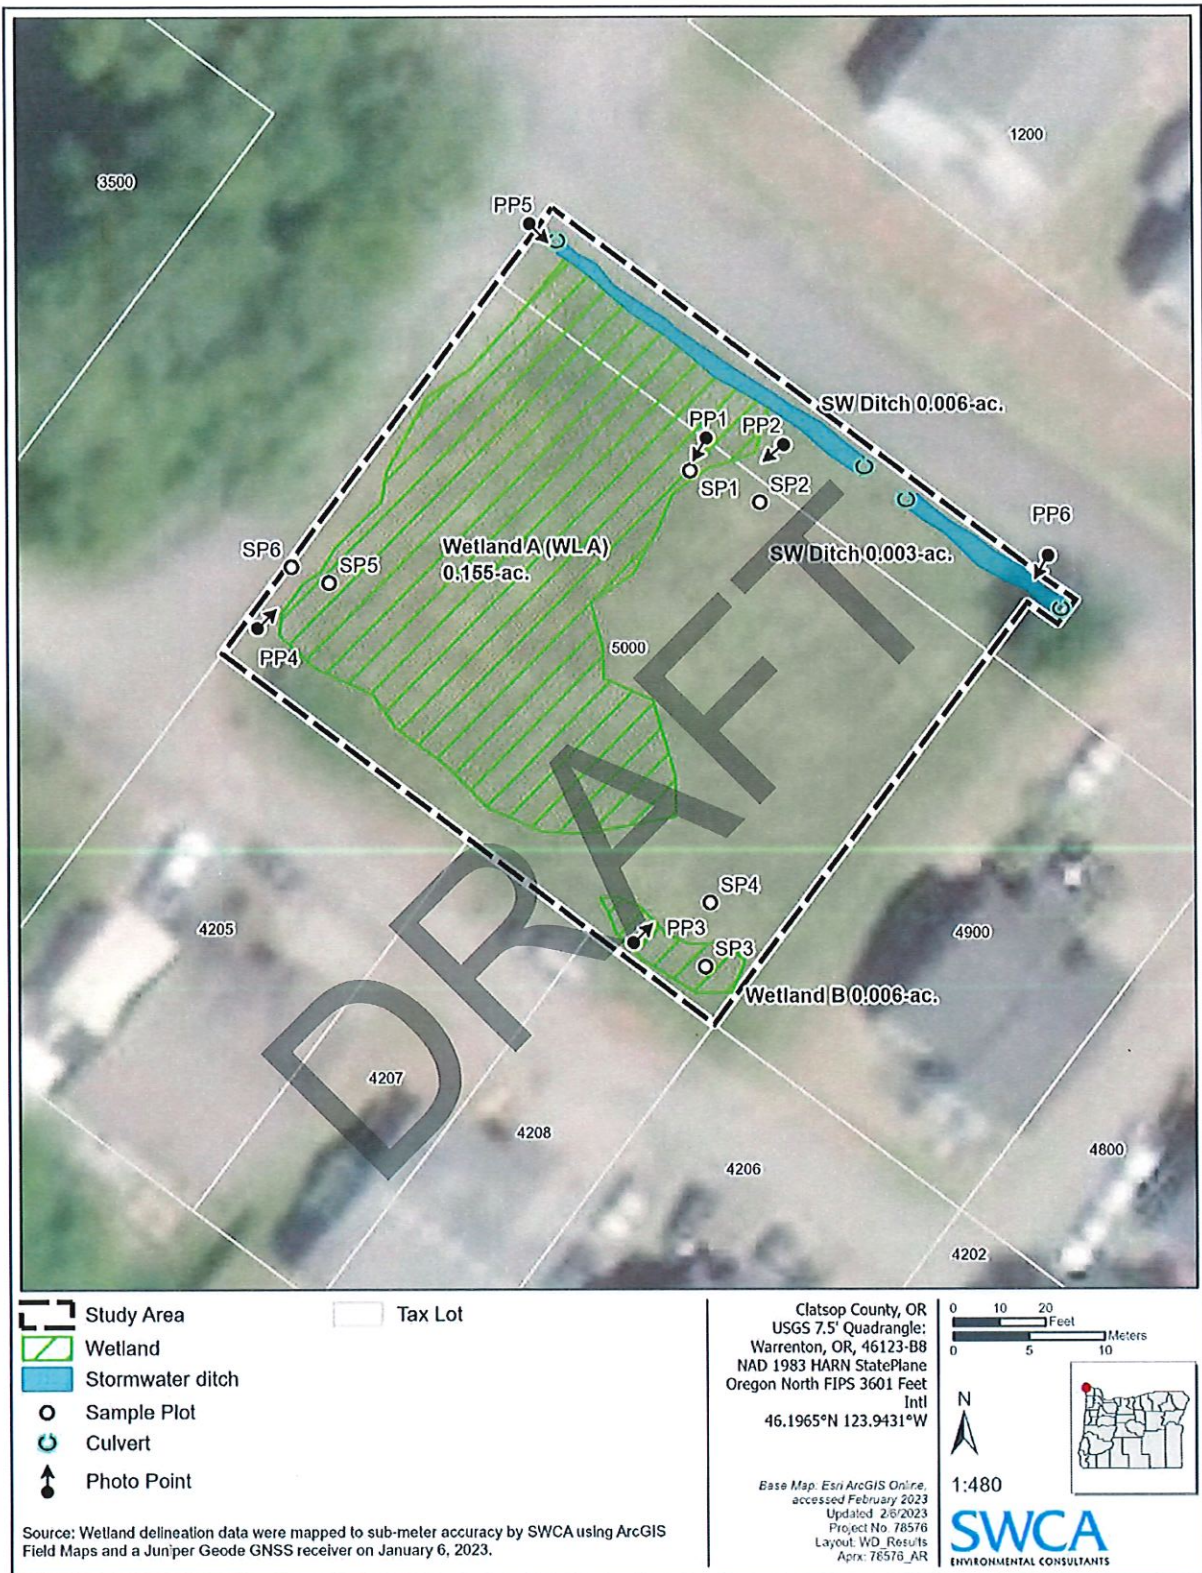 1200
3500
PP5
SW Ditch 0.006-ac.
PP1
PP2
SP1
SP2
PP6
SW Ditch 0.003-ac.
Wetland A (WL A)
0.155-ac.
SP6
SP5
PP4
5000
DRAFT
SP4
PP3
SP3
4205
4900
Wetland B 0.006-ac.
4207
4208
4206
4800
4202
Study Area
Tax Lot
Wetland
Stormwater ditch
Sample Plot
Culvert
Photo Point
Source: Wetland delineation data were mapped to sub-meter accuracy by SWCA using ArcGIS
Field Maps and a Juniper Geode GNSS receiver on January 6, 2023.
Clatsop County, OR
USGS 7.5' Quadrangle:
Warrenton, OR, 46123-B8
NAD 1983 HARN StatePlane
Oregon North FIPS 3601 Feet
Intl
46.1965°N 123.9431°W
Base Map: Esri ArcGIS Online,
accessed February 2023
Updated: 2/6/2023
Project No. 78576
Layout: WD_Results
Aprx: 78576_AR
0 10 20
Feet
Meters
0 5 10
N
1:480
SWCA
ENVIRONMENTAL CONSULTANTS